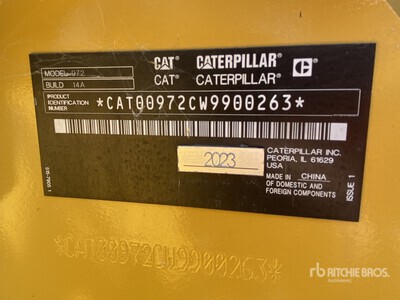 CAT CATERPILLAR
CAT® CATERPILLAR®
MODEL 972
BUILD 14A
PRODUCT IDENTIFICATION NUMBER
*CAT00972CW9900263*
2023
CATERPILLAR INC.
PEORIA, IL 61629
USA
MADE IN CHINA
OF DOMESTIC AND
FOREIGN COMPONENTS
ISSUE 1
*CAT00972CW9900263*
rb RITCHIE BROS.